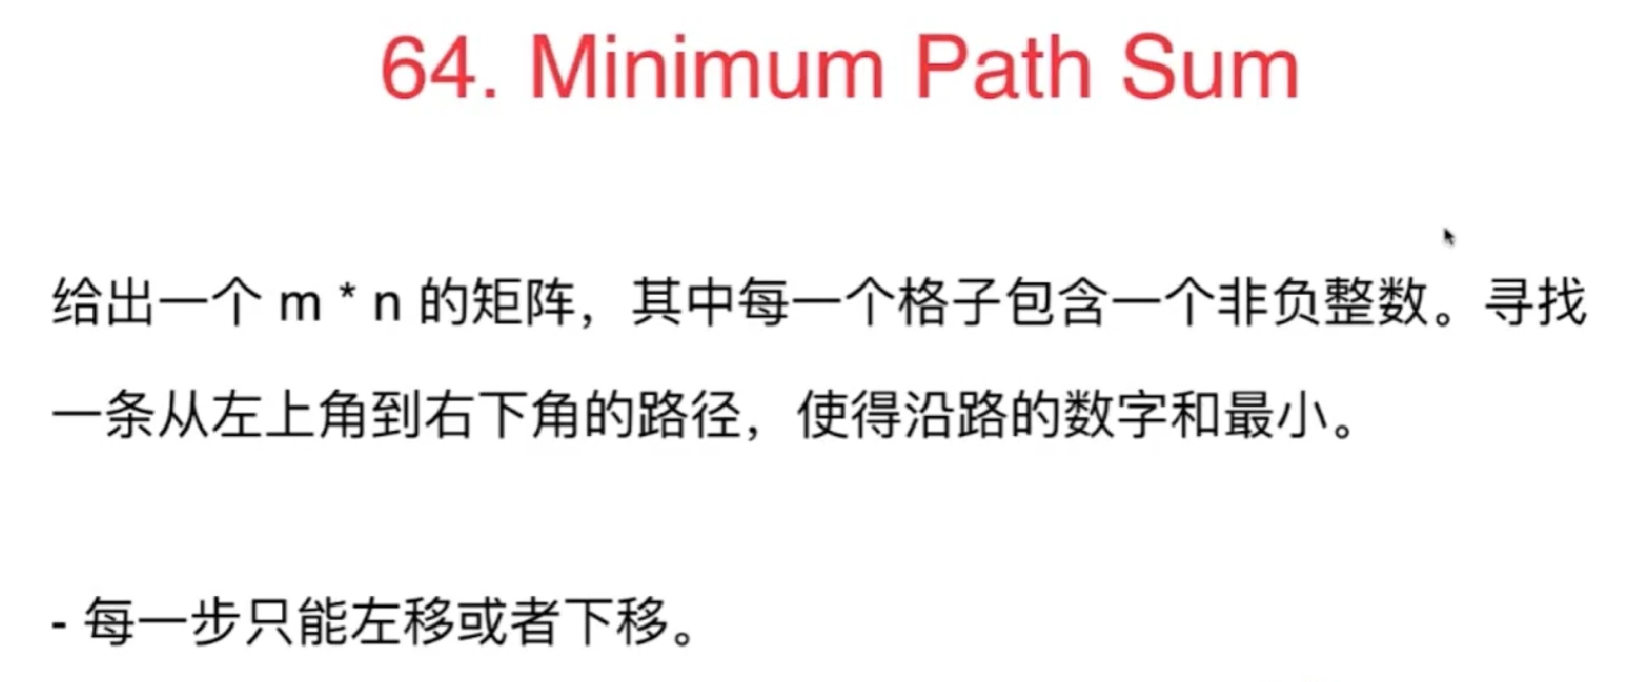 64. Minimum Path Sum
给出一个 m * n 的矩阵，其中每一个格子包含一个非负整数。寻找
一条从左上角到右下角的路径，使得沿路的数字和最小。
- 每一步只能左移或者下移。